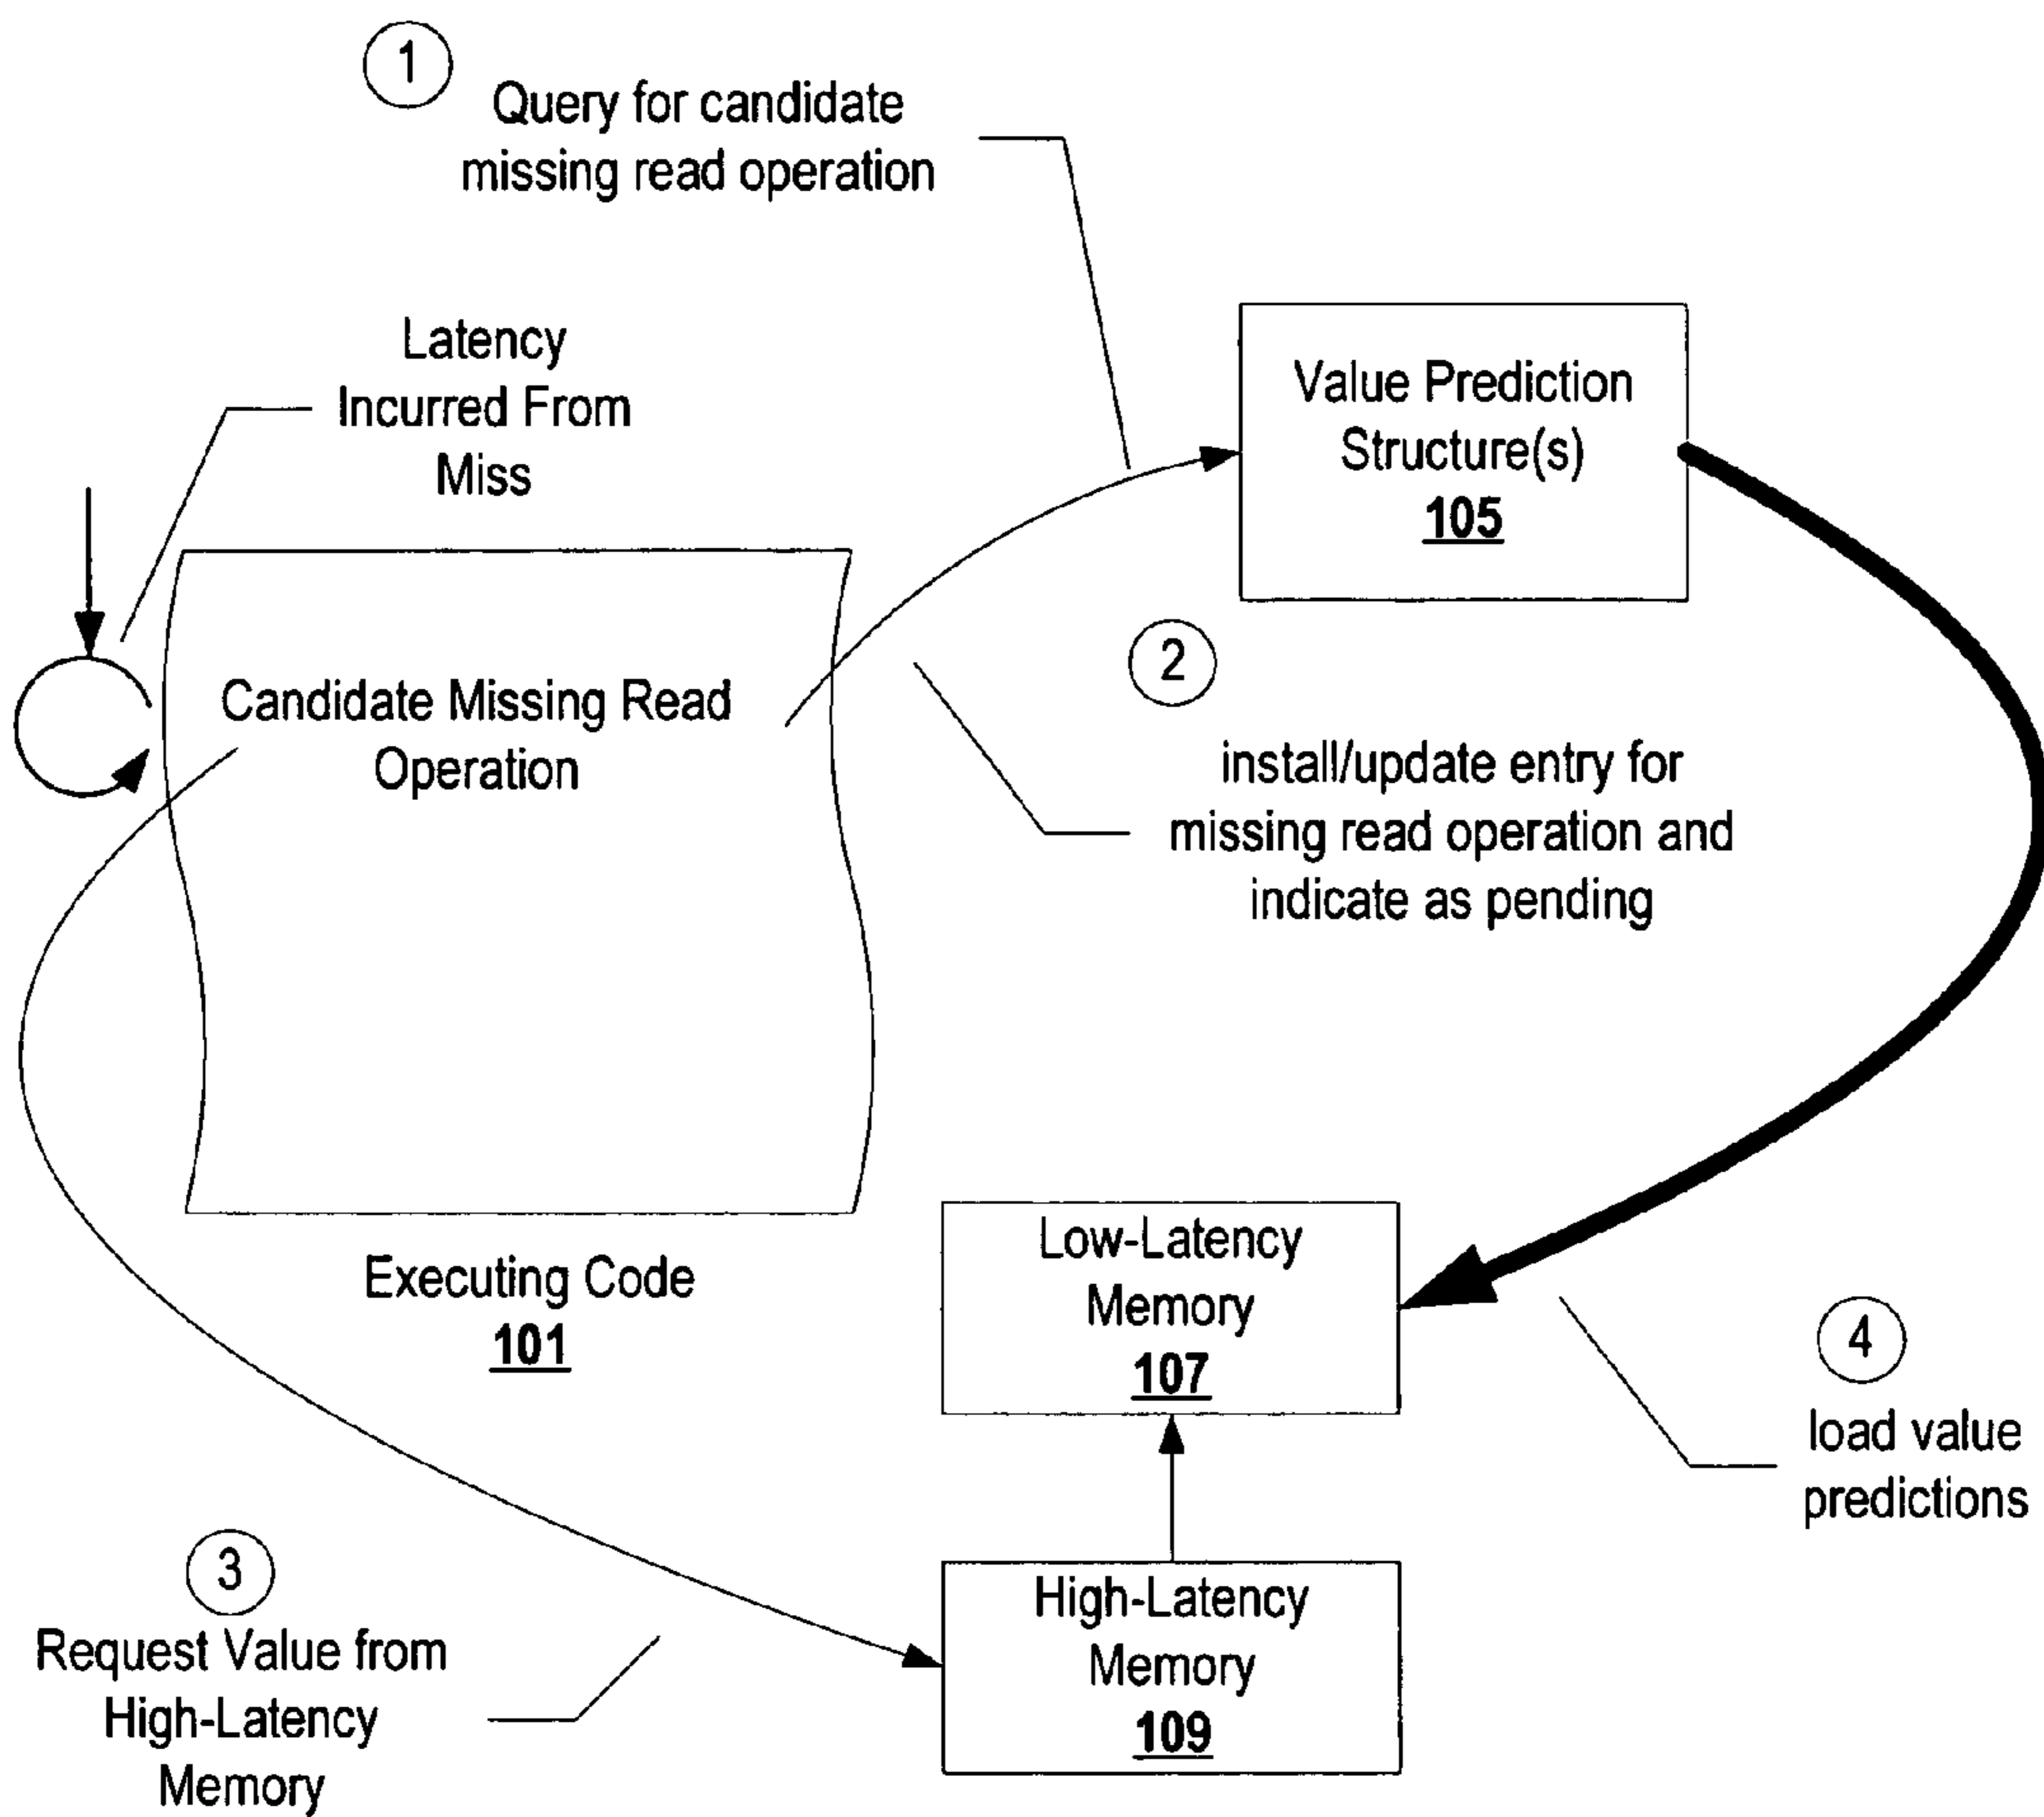 1
Query for candidate
missing read operation
Latency
Incurred From
Miss
Value Prediction
Structure(s)
105
2
Candidate Missing Read
Operation
install/update entry for
missing read operation and
indicate as pending
Executing Code
101
Low-Latency
Memory
107
4
load value
predictions
3
Request Value from
High-Latency
Memory
High-Latency
Memory
109